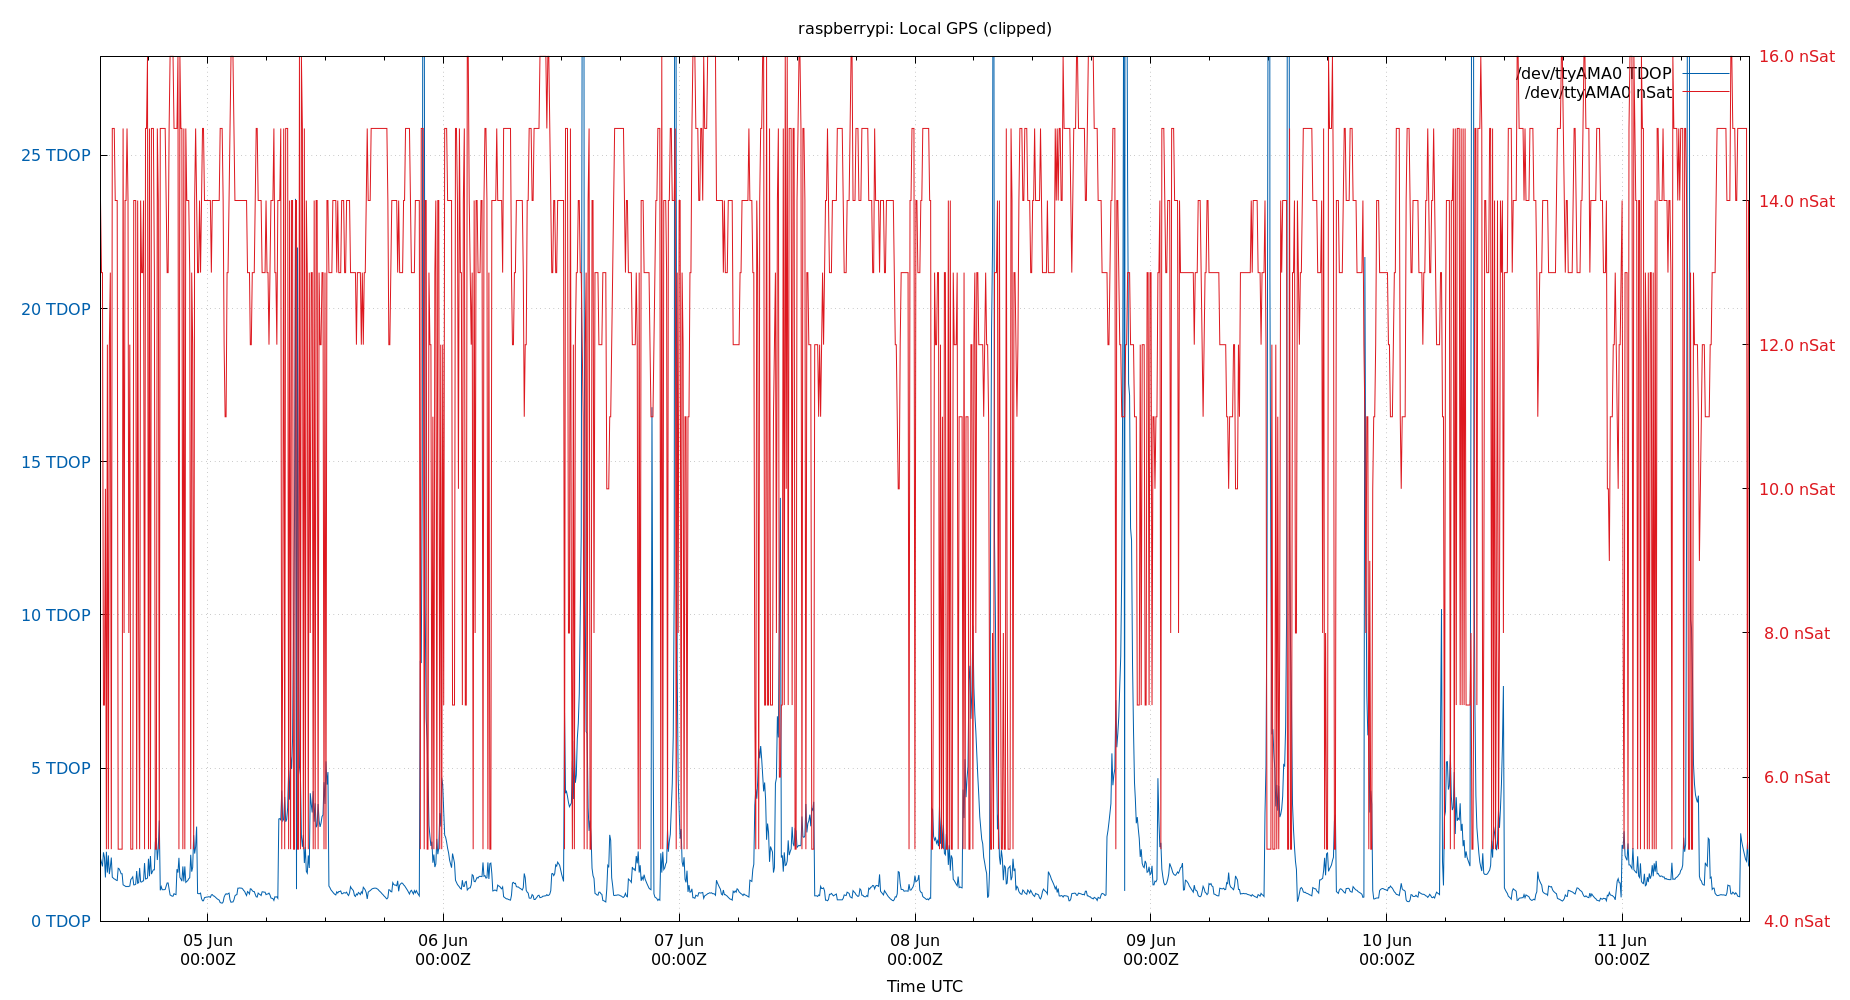 raspberrypi: Local GPS (clipped)
16.0 nSat
/dev/ttyAMA0 TDOP
/dev/ttyAMA0 nSat
25 TDOP
14.0 nSat
20 TDOP
12.0 nSat
15 TDOP
10.0 nSat
10 TDOP
8.0 nSat
5 TDOP
6.0 nSat
0 TDOP
4.0 nSat
05 Jun 06 Jun 07 Jun 08 Jun 09 Jun 10 Jun 11 Jun
00:00Z 00:00Z 00:00Z 00:00Z 00:00Z 00:00Z 00:00Z
Time UTC